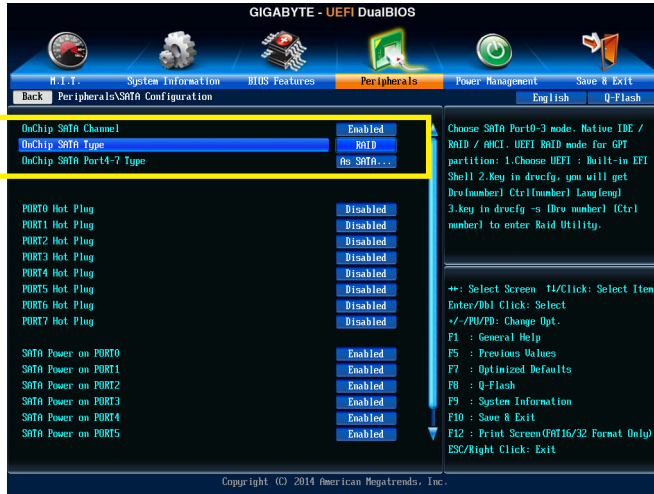 GIGABYTE - UEFI DualBIOS
M.I.T. System Information BIOS Features Peripherals Power Management Save & Exit
Back Peripherals\SATA Configuration English Q-Flash
OnChip SATA Channel Enabled
OnChip SATA Type RAID
OnChip SATA Port4-7 Type As SATA...
PORT0 Hot Plug Disabled
PORT1 Hot Plug Disabled
PORT2 Hot Plug Disabled
PORT3 Hot Plug Disabled
PORT4 Hot Plug Disabled
PORT5 Hot Plug Disabled
PORT6 Hot Plug Disabled
PORT7 Hot Plug Disabled
SATA Power on PORT0 Enabled
SATA Power on PORT1 Enabled
SATA Power on PORT2 Enabled
SATA Power on PORT3 Enabled
SATA Power on PORT4 Enabled
SATA Power on PORT5 Enabled
Choose SATA Port0-3 mode. Native IDE /
RAID / AHCI. UEFI RAID mode for GPT
partition: 1.Choose UEFI : Built-in EFI
Shell 2.Key in drvcfg, you will get
Drv[number] Ctrl[number] Lang[eng]
3.key in drvcfg -s [Drv number] [Ctrl
number] to enter Raid Utility.
→←: Select Screen ↑↓/Click: Select Item
Enter/Dbl Click: Select
+/-/PU/PD: Change Opt.
F1 : General Help
F5 : Previous Values
F7 : Optimized Defaults
F8 : Q-Flash
F9 : System Information
F10 : Save & Exit
F12 : Print Screen(FAT16/32 Format Only)
ESC/Right Click: Exit
Copyright (C) 2014 American Megatrends, Inc.